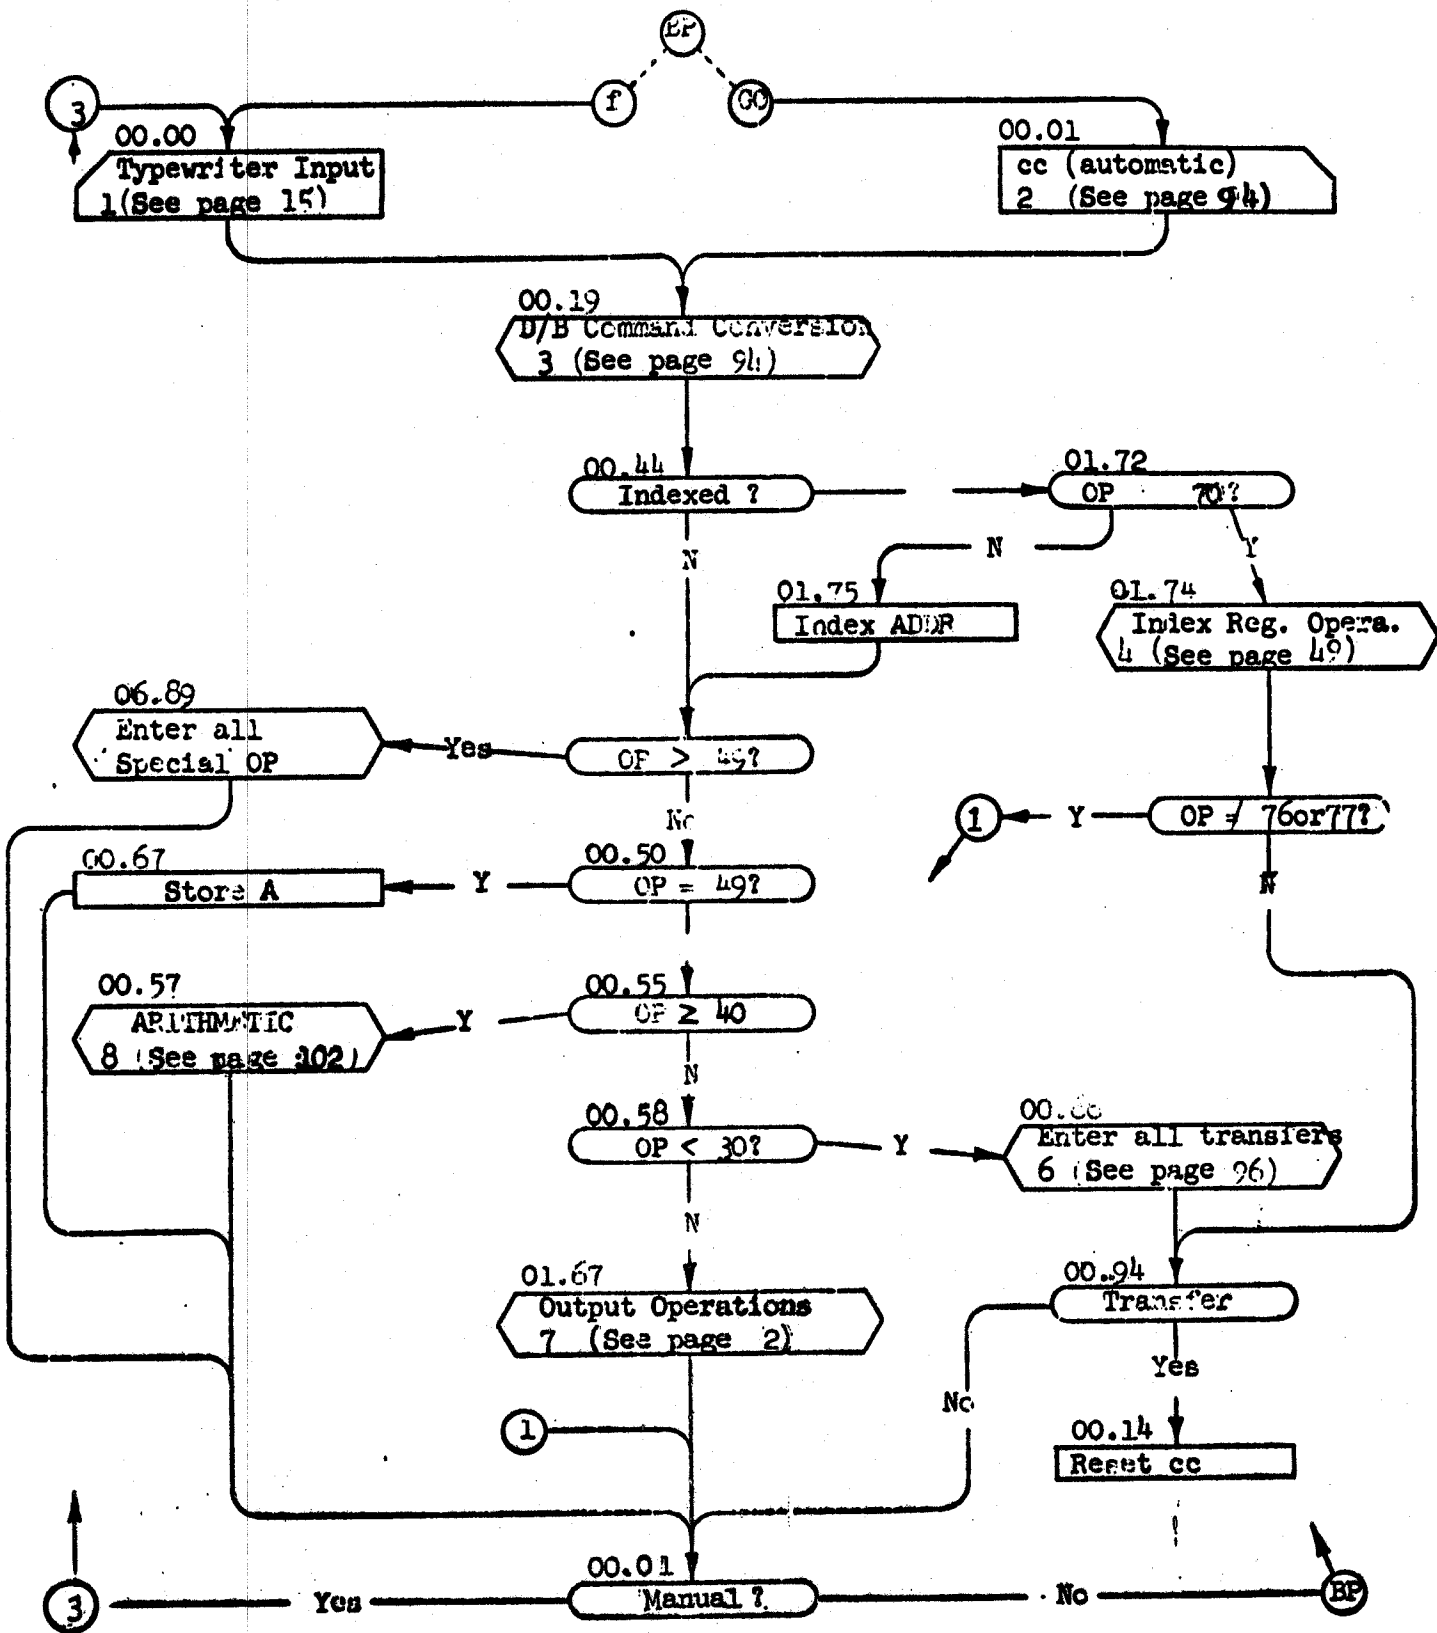 BP
3
f
GO
00.00
Typewriter Input
1(See page 15)
00.01
cc (automatic)
2 (See page 94)
00.19
D/B Command Conversion
3 (See page 94)
00.44
Indexed ?
01.72
OP 70?
N
N
Y
01.75
Index ADDR
01.74
Index Reg. Opera.
4 (See page 49)
06.89
Enter all
Special OP
Yes
OP > 49?
No
1
Y
OP ≠ 76or77?
N
00.67
Store A
Y
00.50
OP = 49?
00.57
ARITHMATIC
8 (See page 102)
Y
00.55
OP ≥ 40
N
00.58
OP < 30?
Y
Enter all transfers
6 (See page 96)
N
01.67
Output Operations
7 (See page 2)
00.94
Transfer
Yes
No
1
00.14
Reset cc
00.01
3
Yes
Manual ?
No
BP